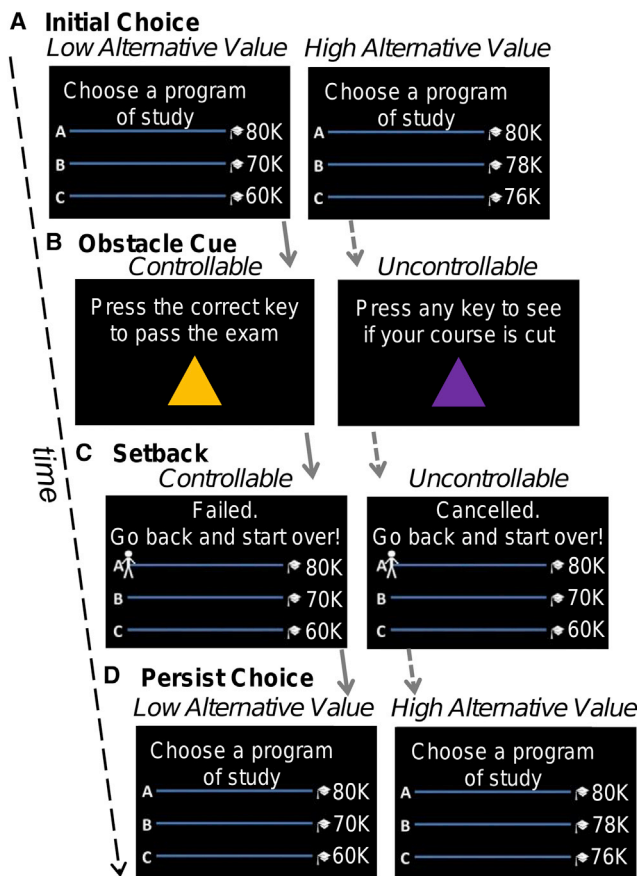 A Initial Choice
Low Alternative Value High Alternative Value
Choose a program
of study
A 80K
B 70K
C 60K
Choose a program
of study
A 80K
B 78K
C 76K
B Obstacle Cue
Controllable Uncontrollable
Press the correct key
to pass the exam
Press any key to see
if your course is cut
time
C Setback
Controllable Uncontrollable
Failed.
Go back and start over!
A 80K
B 70K
C 60K
Cancelled.
Go back and start over!
A 80K
B 70K
C 60K
D Persist Choice
Low Alternative Value High Alternative Value
Choose a program
of study
A 80K
B 70K
C 60K
Choose a program
of study
A 80K
B 78K
C 76K